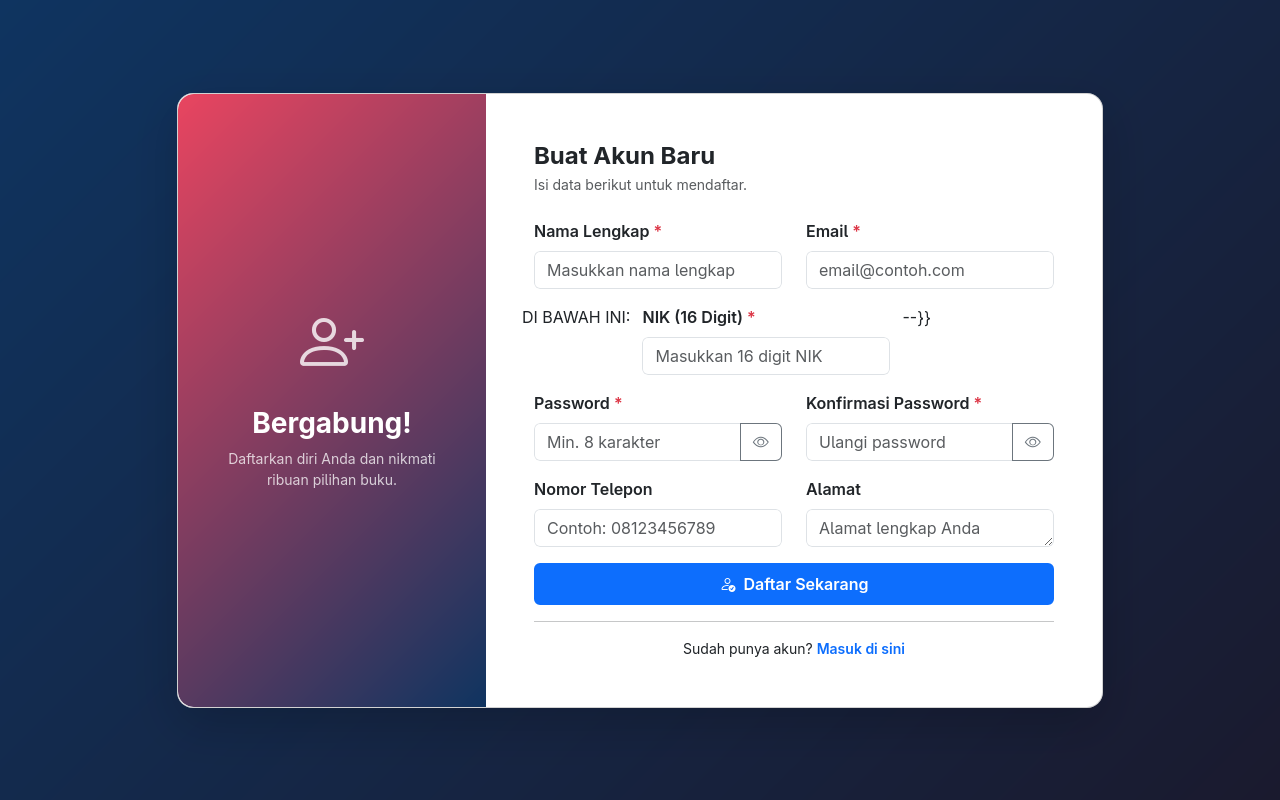 Bergabung!
Daftarkan diri Anda dan nikmati
ribuan pilihan buku.
Buat Akun Baru
Isi data berikut untuk mendaftar.
Nama Lengkap *
Email *
Masukkan nama lengkap
email@contoh.com
DI BAWAH INI:
NIK (16 Digit) *
--}}
Masukkan 16 digit NIK
Password *
Konfirmasi Password *
Min. 8 karakter
Ulangi password
Nomor Telepon
Alamat
Contoh: 08123456789
Alamat lengkap Anda
Daftar Sekarang
Sudah punya akun? Masuk di sini